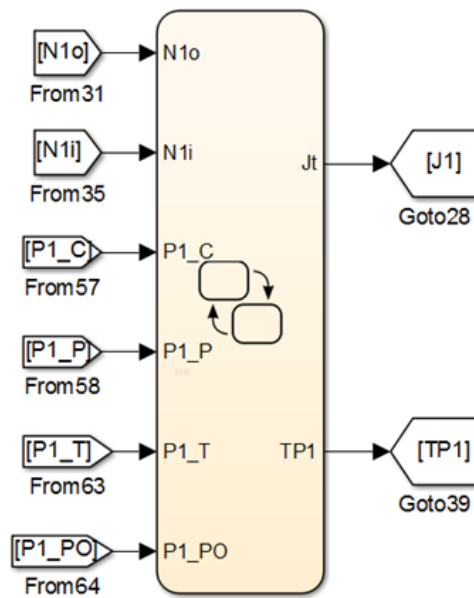 [N1o]
From31
N1o
[N1i]
From35
N1i
Jt
[J1]
Goto28
[P1_C]
From57
P1_C
[P1_P]
From58
P1_P
[P1_T]
From63
P1_T
TP1
[TP1]
Goto39
[P1_PO]
From64
P1_PO